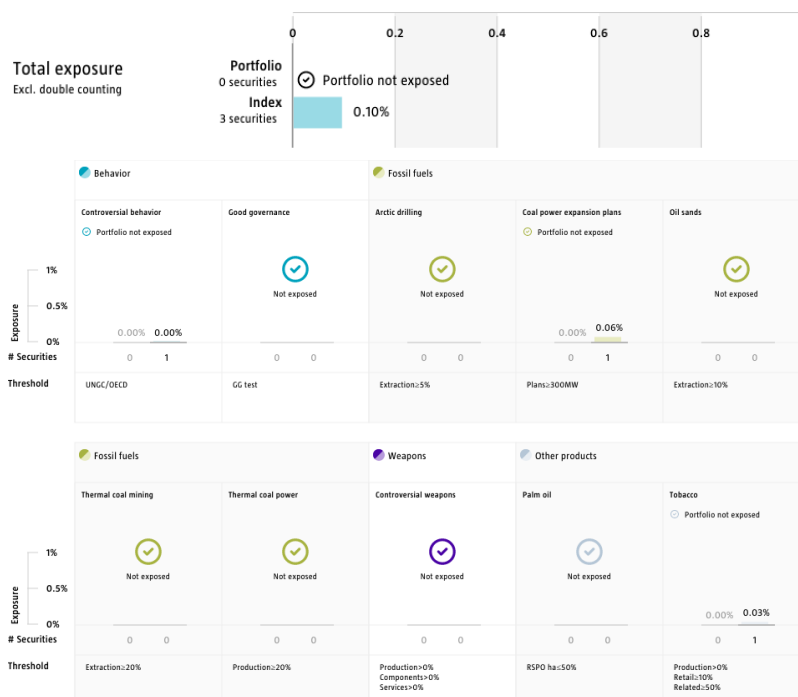 0 0.2 0.4 0.6 0.8
Total exposure
Excl. double counting
Portfolio
0 securities
Portfolio not exposed
Index
3 securities
0.10%
Behavior
Fossil fuels
Controversial behavior
Good governance
Arctic drilling
Coal power expansion plans
Oil sands
Portfolio not exposed
Portfolio not exposed
Not exposed
Not exposed
Not exposed
Exposure
1%
0.5%
0%
0.00% 0.00%
0.00% 0.06%
# Securities 0 1 0 0 0 0 0 1 0 0
Threshold UNGC/OECD GG test Extraction≥5% Plans≥300MW Extraction≥10%
Fossil fuels
Weapons
Other products
Thermal coal mining
Thermal coal power
Controversial weapons
Palm oil
Tobacco
Portfolio not exposed
Not exposed
Not exposed
Not exposed
Not exposed
Exposure
1%
0.5%
0%
0.00% 0.03%
# Securities 0 0 0 0 0 0 0 0 0 1
Threshold Extraction≥20% Production≥20%
Production>0%
Components>0%
Services>0%
RSPO ha≤50%
Production>0%
Retail≥10%
Related≥50%